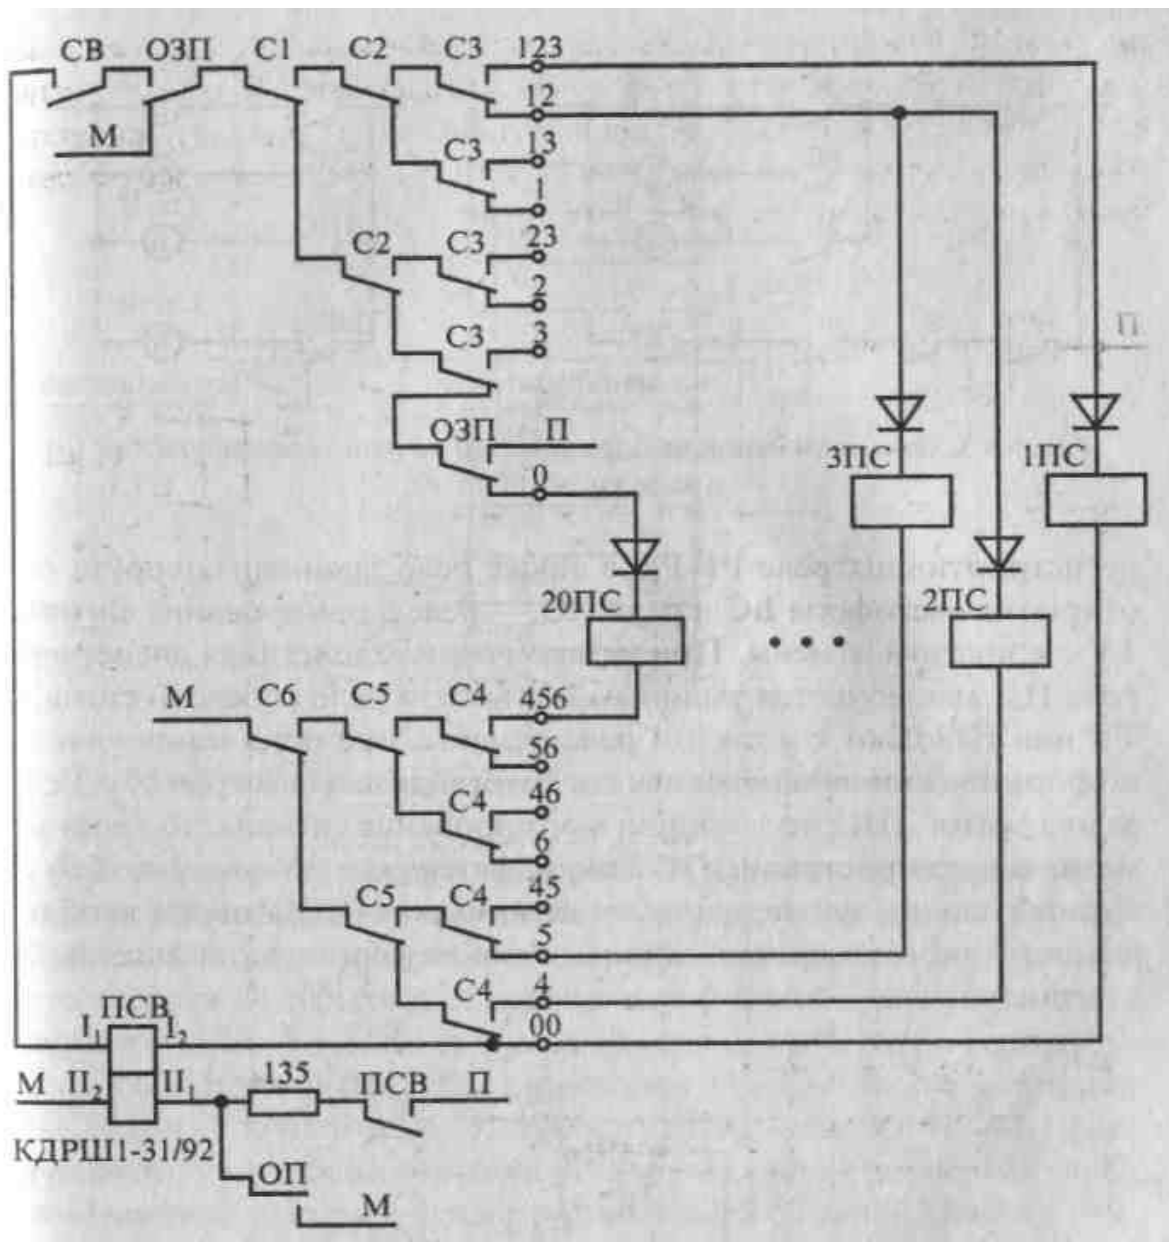 СВ ОЗП С1 С2 С3 123
12
М
С3 13
1
С2 С3 23
2
С3 3
П
ОЗП П
0
3ПС 1ПС
20ПС 2ПС
М С6 С5 С4 456
56
С4 46
6
С5 С4 45
5
С4 4
ПСВ 00
I₁ I₂
М II₂ II₁ 135 ПСВ П
КДРШ1-31/92
ОП
М